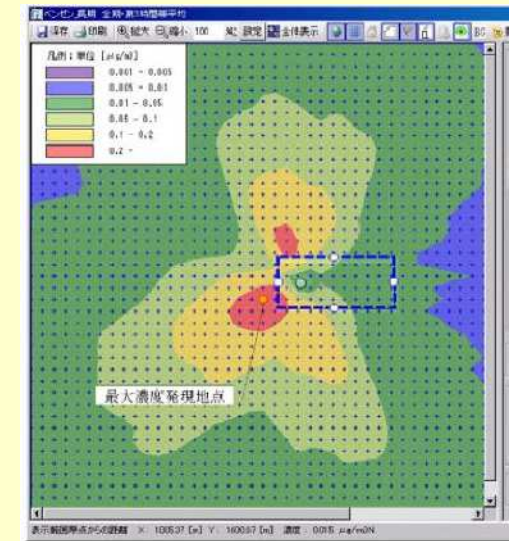 ベンゼン_長期 全期・第3時間帯平均
保存 印刷 拡大 縮小 100 % 設定 全体表示 BG
凡例：単位 [μg/m3]
0.001 - 0.005
0.005 - 0.01
0.01 - 0.05
0.05 - 0.1
0.1 - 0.2
0.2 -
最大濃度発現地点
表示範囲原点からの距離 X: 1005.37 [m] Y: 1600.67 [m] 濃度: 0.015 μg/m3N